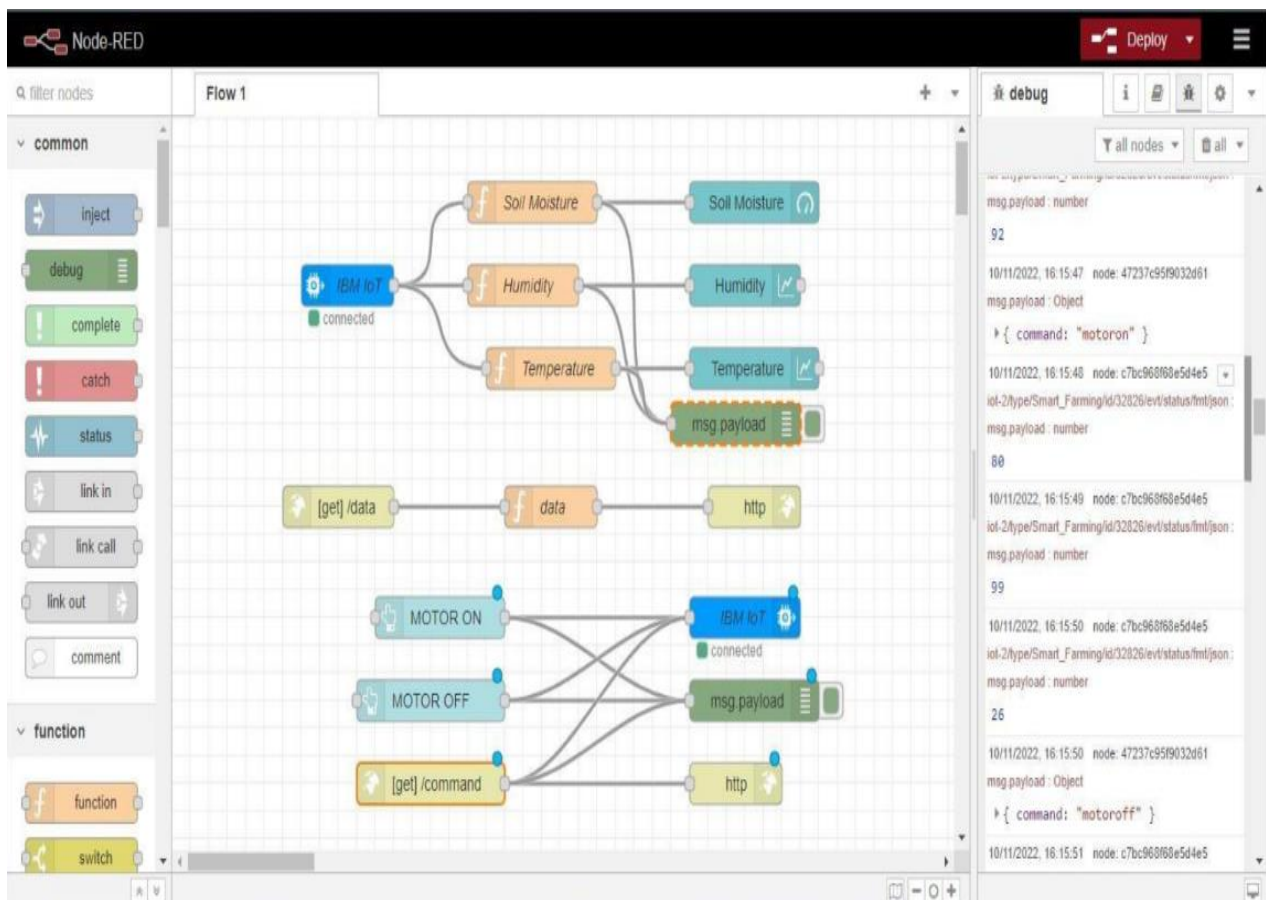 Node-RED
Deploy
filter nodes
Flow 1
debug
i
all nodes
all
common
inject
debug
complete
catch
status
link in
link call
link out
comment
function
function
switch
Soil Moisture
Soil Moisture
IBM IoT
connected
Humidity
Humidity
Temperature
Temperature
msg.payload
[get] /data
data
http
MOTOR ON
IBM IoT
connected
MOTOR OFF
msg.payload
[get] /command
http
msg.payload : number
92
10/11/2022, 16:15:47 node: 47237c95f9032d61
msg.payload : Object
{ command: "motoron" }
10/11/2022, 16:15:48 node: c7bc968f68e5d4e5
iot-2/type/Smart_Farming/id/32826/evt/status/fmt/json :
msg.payload : number
80
10/11/2022, 16:15:49 node: c7bc968f68e5d4e5
iot-2/type/Smart_Farming/id/32826/evt/status/fmt/json :
msg.payload : number
99
10/11/2022, 16:15:50 node: c7bc968f68e5d4e5
iot-2/type/Smart_Farming/id/32826/evt/status/fmt/json :
msg.payload : number
26
10/11/2022, 16:15:50 node: 47237c95f9032d61
msg.payload : Object
{ command: "motoroff" }
10/11/2022, 16:15:51 node: c7bc968f68e5d4e5